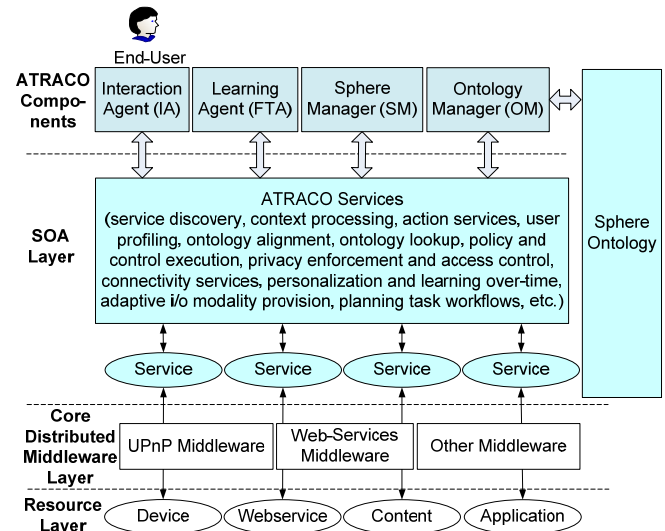 End-User
ATRACO
Compo-
nents
Interaction
Agent (IA)
Learning
Agent (FTA)
Sphere
Manager (SM)
Ontology
Manager (OM)
SOA
Layer
ATRACO Services
(service discovery, context processing, action services, user
profiling, ontology alignment, ontology lookup, policy and
control execution, privacy enforcement and access control,
connectivity services, personalization and learning over-time,
adaptive i/o modality provision, planning task workflows, etc.)
Sphere
Ontology
Service
Service
Service
Service
Core
Distributed
Middleware
Layer
UPnP Middleware
Web-Services
Middleware
Other Middleware
Resource
Layer
Device
Webservice
Content
Application